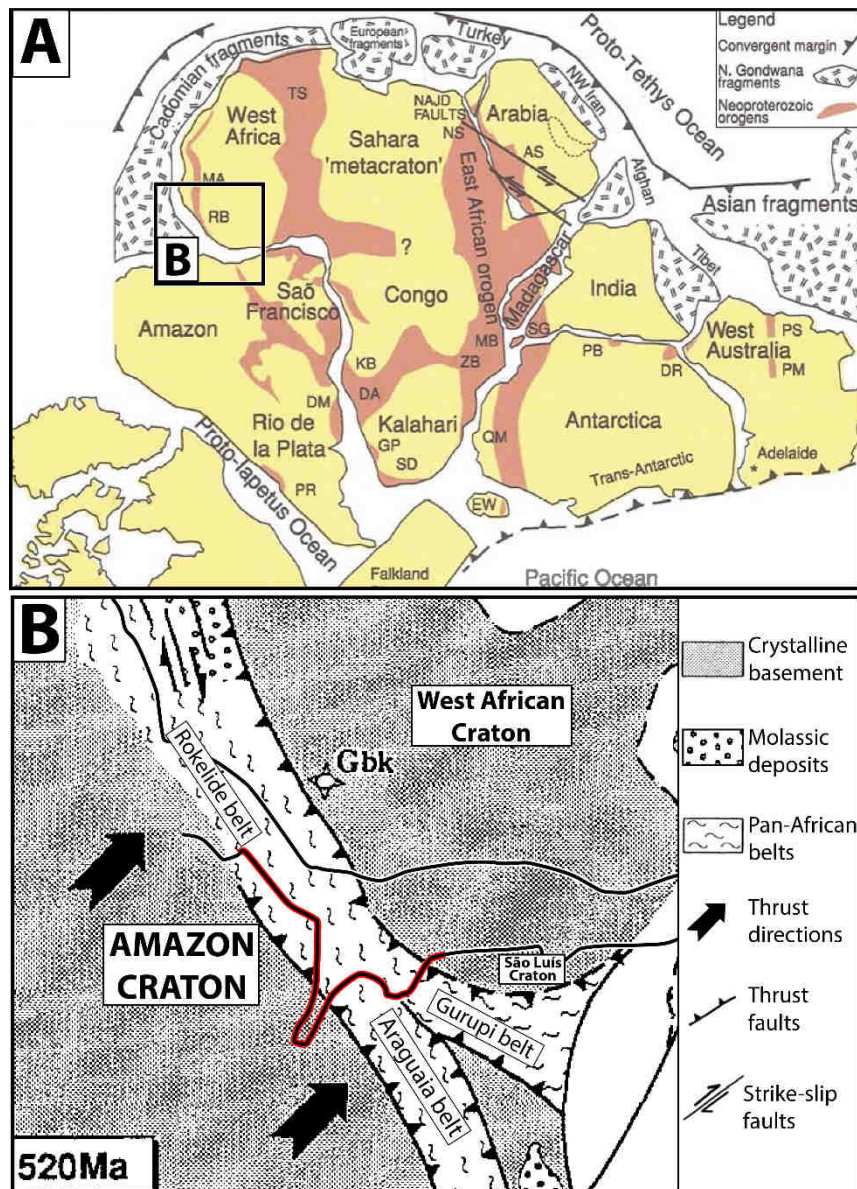 A
Legend
Convergent margin
N. Gondwana
fragments
Neoproterozoic
orogens
Cadomian fragments
European
fragments
Turkey
Proto-Tethys Ocean
NW Iran
TS
West
Africa
NAJD
FAULTS
NS
Arabia
Sahara
'metacraton'
AS
East African orogen
Afghan
MA
RB
B
Asian fragments
?
Madagascar
Tibet
Saõ
Francisco
Congo
India
Amazon
SG
MB
ZB
KB
PB
DR
West
Australia
PS
PM
DA
DM
Rio de
la Plata
Kalahari
GP
SD
QM
Antarctica
Adelaide
*
Trans-Antarctic
Proto-Iapetus Ocean
PR
EW
Falkland
Pacific Ocean
B
West African
Craton
Gbk
Rokelide belt
AMAZON
CRATON
São Luís
Craton
Gurupi belt
Araguaia belt
520Ma
Crystalline
basement
Molassic
deposits
Pan-African
belts
Thrust
directions
Thrust
faults
Strike-slip
faults